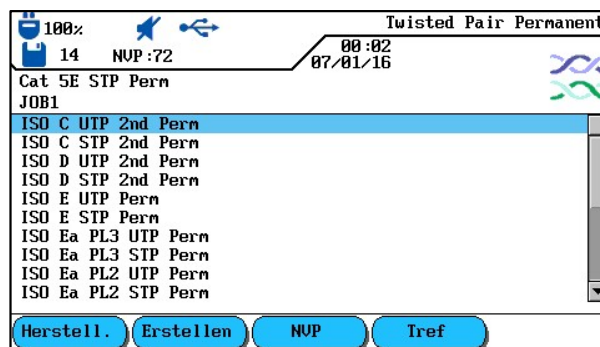 100%
Twisted Pair Permanent
14 NVP:72
00:02
07/01/16
Cat 5E STP Perm
JOB1
ISO C UTP 2nd Perm
ISO C STP 2nd Perm
ISO D UTP 2nd Perm
ISO D STP 2nd Perm
ISO E UTP Perm
ISO E STP Perm
ISO Ea PL3 UTP Perm
ISO Ea PL3 STP Perm
ISO Ea PL2 UTP Perm
ISO Ea PL2 STP Perm
Herstell. Erstellen NVP Tref